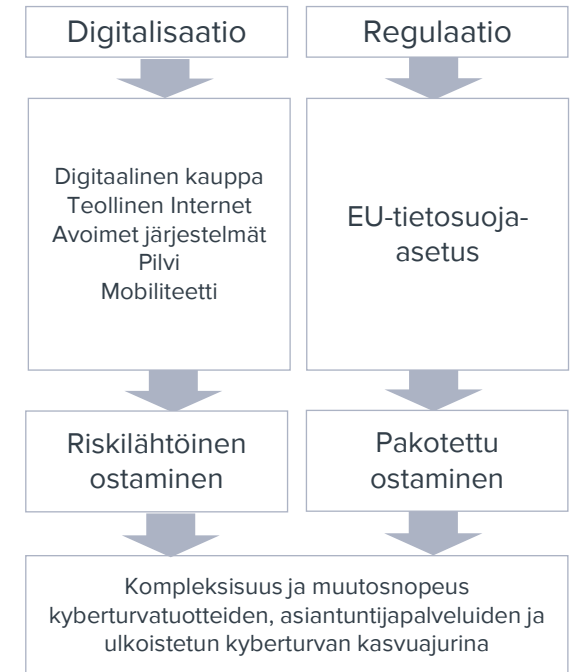 Digitalisaatio
Regulaatio
Digitaalinen kauppa
Teollinen Internet
Avoimet järjestelmät
Pilvi
Mobiliteetti
EU-tietosuoja-
asetus
Riskilähtöinen
ostaminen
Pakotettu
ostaminen
Kompleksisuus ja muutosnopeus
kyberturvatuotteiden, asiantuntijapalveluiden ja
ulkoistetun kyberturvan kasvuajurina